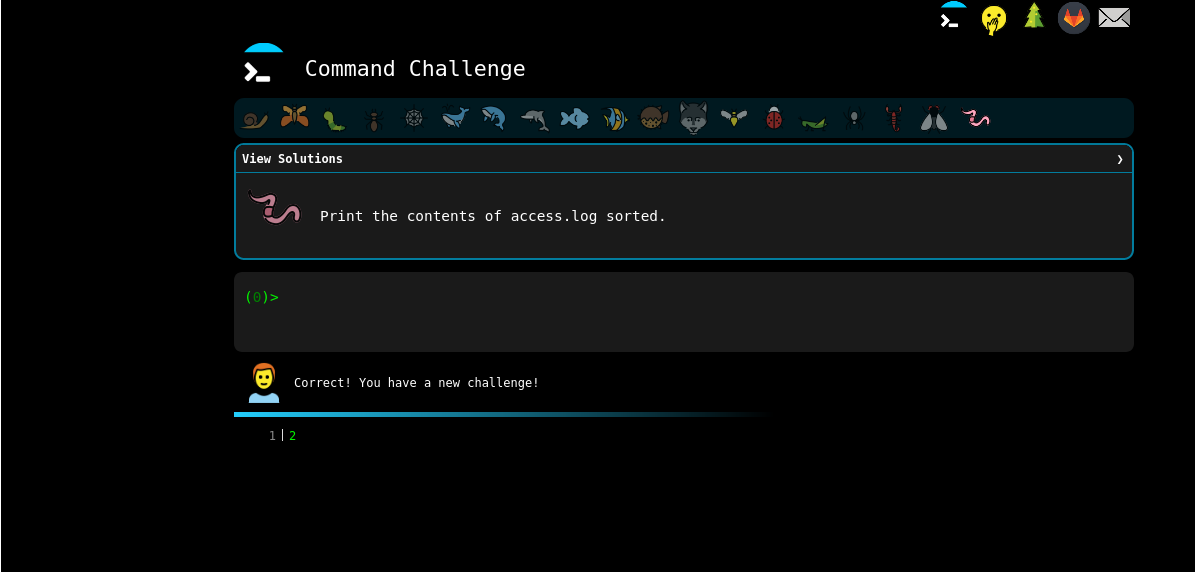 Command Challenge
View Solutions ❯
Print the contents of access.log sorted.
(0)>
Correct! You have a new challenge!
1 2